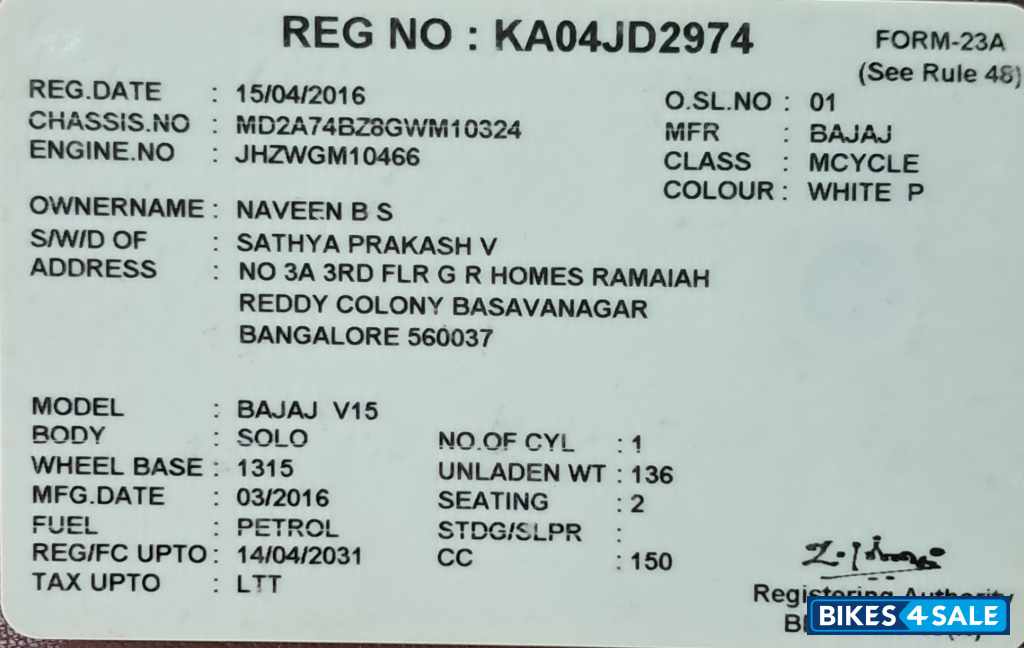 REG NO : KA04JD2974
FORM-23A
(See Rule 48)
REG.DATE : 15/04/2016
O.SL.NO : 01
CHASSIS.NO : MD2A74BZ8GWM10324
MFR : BAJAJ
ENGINE.NO : JHZWGM10466
CLASS : MCYCLE
COLOUR : WHITE P
OWNERNAME : NAVEEN B S
S/W/D OF : SATHYA PRAKASH V
ADDRESS : NO 3A 3RD FLR G R HOMES RAMAIAH
REDDY COLONY BASAVANAGAR
BANGALORE 560037
MODEL : BAJAJ V15
BODY : SOLO NO.OF CYL : 1
WHEEL BASE : 1315 UNLADEN WT : 136
MFG.DATE : 03/2016 SEATING : 2
FUEL : PETROL STDG/SLPR :
REG/FC UPTO : 14/04/2031 CC : 150
TAX UPTO : LTT
Registering Authority
BIKES4SALE